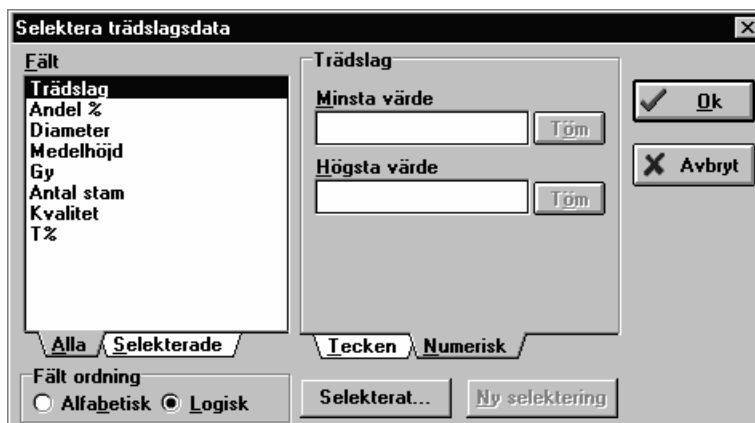 Selektera trädslagsdata
Fält
Trädslag
Andel %
Diameter
Medelhöjd
Gy
Antal stam
Kvalitet
T%
Alla
Selekterade
Fält ordning
Alfabetisk
Logisk
Trädslag
Minsta värde
Töm
Högsta värde
Töm
Tecken
Numerisk
Selekterat...
Ny selektering
Ok
Avbryt